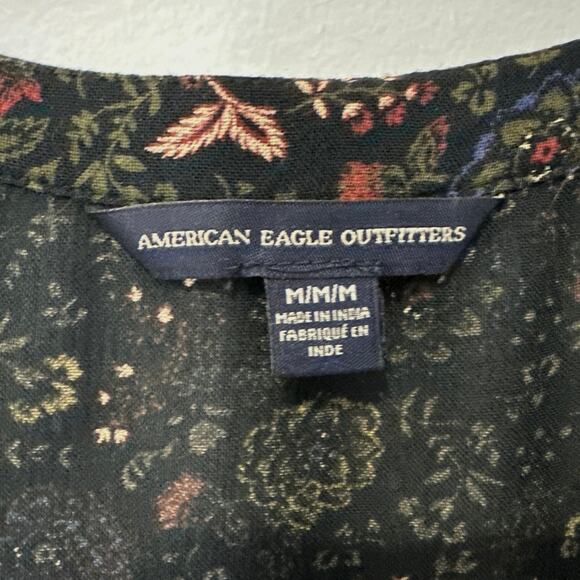 AMERICAN EAGLE OUTFITTERS
M/M/M
MADE IN INDIA
FABRIQUÉ EN
INDE